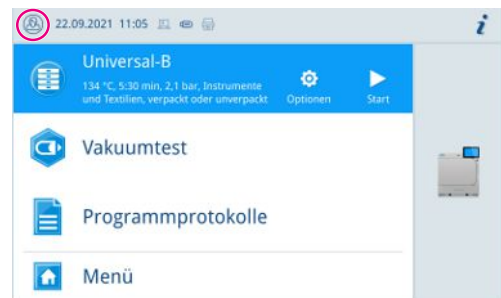 22.09.2021 11:05
i
Universal-B
134 °C, 5:30 min, 2,1 bar, Instrumente
und Textilien, verpackt oder unverpackt
Optionen
Start
Vakuumtest
Programmprotokolle
Menü